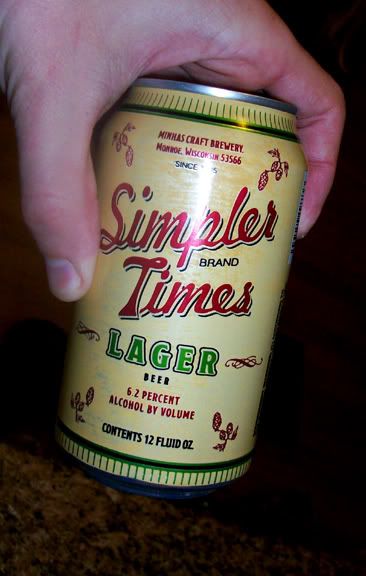 MINHAS CRAFT BREWERY,
MONROE, WISCONSIN 53566
SINCE
Simpler
BRAND
Times
LAGER
BEER
6.2 PERCENT
ALCOHOL BY VOLUME
CONTENTS 12 FLUID OZ.